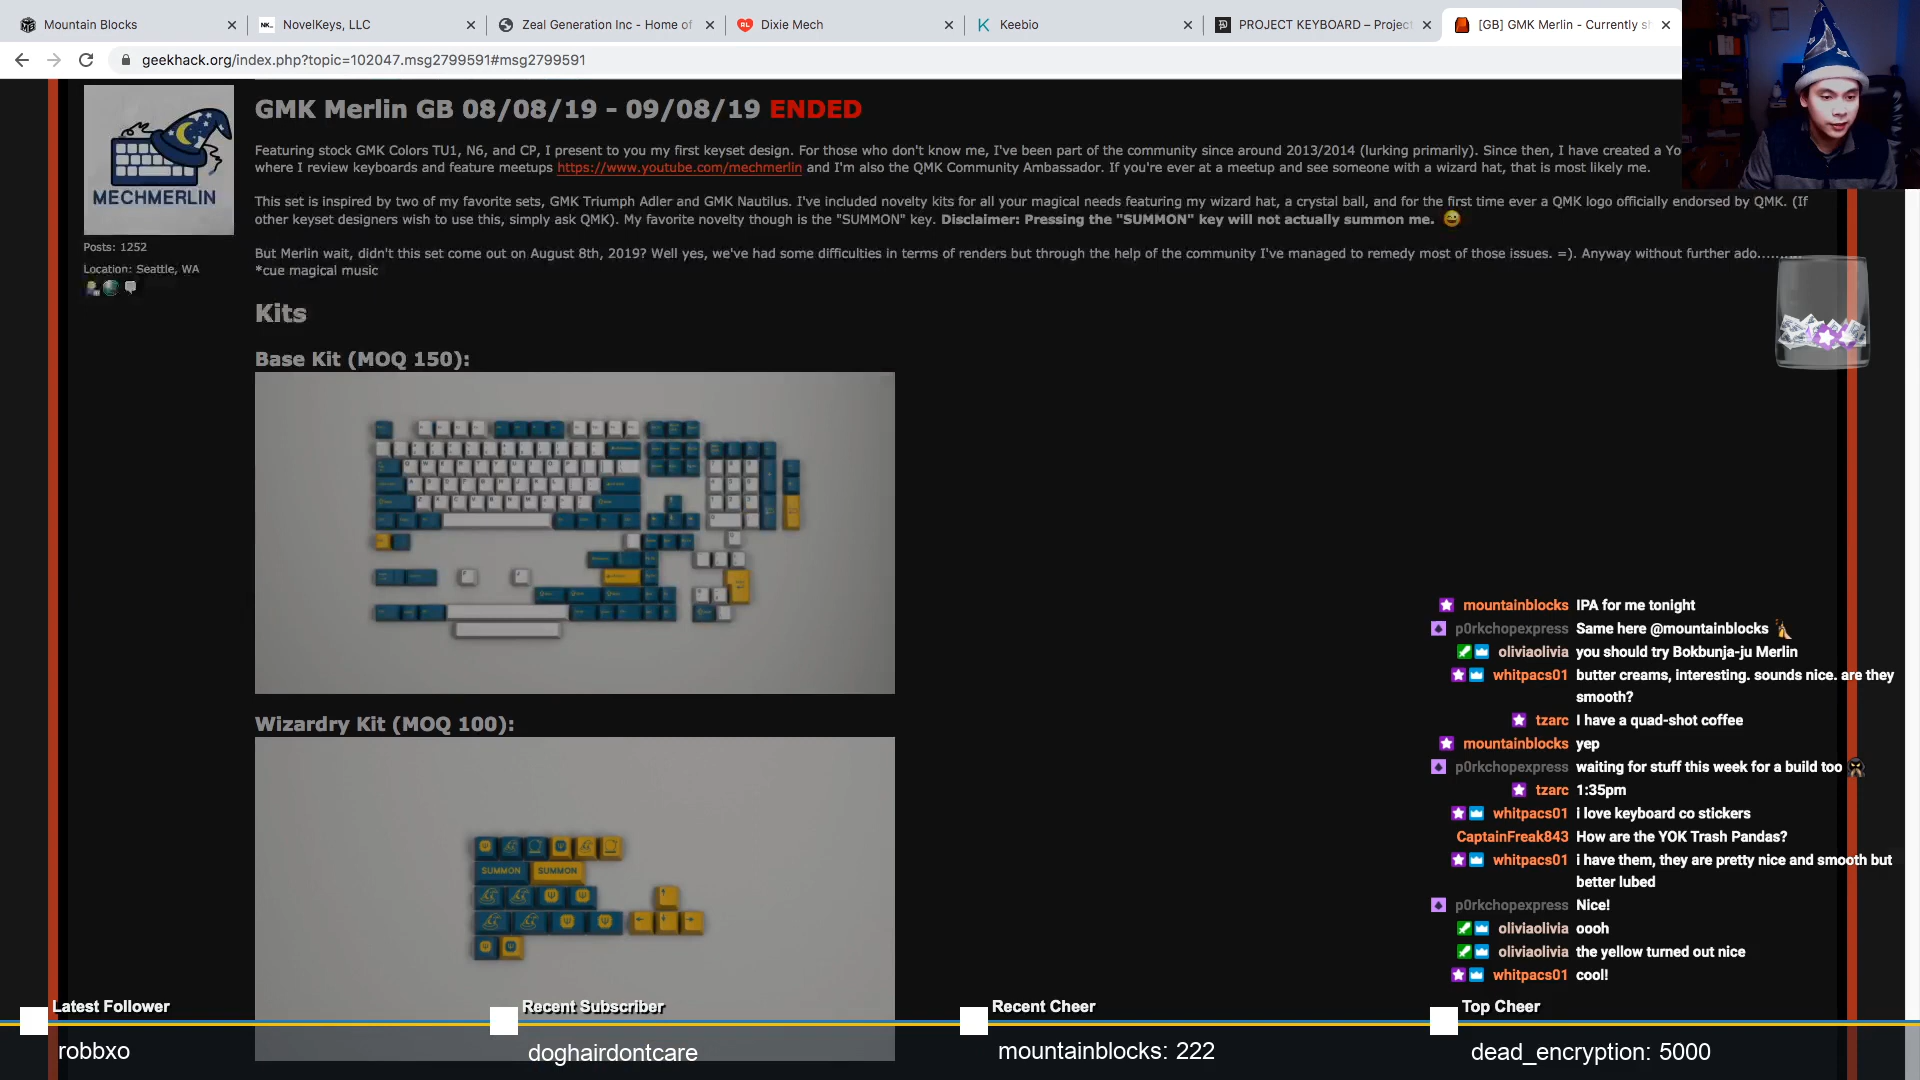 Mountain Blocks
NK_ NovelKeys, LLC
Zeal Generation Inc - Home of
RL Dixie Mech
Keebio
PROJECT KEYBOARD – Project
[GB] GMK Merlin - Currently sh
geekhack.org/index.php?topic=102047.msg2799591#msg2799591
MECHMERLIN
Posts: 1252
Location: Seattle, WA
GMK Merlin GB 08/08/19 - 09/08/19 ENDED
Featuring stock GMK Colors TU1, N6, and CP, I present to you my first keyset design. For those who don't know me, I've been part of the community since around 2013/2014 (lurking primarily). Since then, I have created a Yo
where I review keyboards and feature meetups https://www.youtube.com/mechmerlin and I'm also the QMK Community Ambassador. If you're ever at a meetup and see someone with a wizard hat, that is most likely me.
This set is inspired by two of my favorite sets, GMK Triumph Adler and GMK Nautilus. I've included novelty kits for all your magical needs featuring my wizard hat, a crystal ball, and for the first time ever a QMK logo officially endorsed by QMK. (If
other keyset designers wish to use this, simply ask QMK). My favorite novelty though is the "SUMMON" key. Disclaimer: Pressing the "SUMMON" key will not actually summon me.
But Merlin wait, didn't this set come out on August 8th, 2019? Well yes, we've had some difficulties in terms of renders but through the help of the community I've managed to remedy most of those issues. =). Anyway without further ado..........
*cue magical music
Kits
Base Kit (MOQ 150):
Wizardry Kit (MOQ 100):
SUMMON SUMMON
mountainblocks IPA for me tonight
p0rkchopexpress Same here @mountainblocks
oliviaolivia you should try Bokbunja-ju Merlin
whitpacs01 butter creams, interesting. sounds nice. are they
smooth?
tzarc I have a quad-shot coffee
mountainblocks yep
p0rkchopexpress waiting for stuff this week for a build too
tzarc 1:35pm
whitpacs01 i love keyboard co stickers
CaptainFreak843 How are the YOK Trash Pandas?
whitpacs01 i have them, they are pretty nice and smooth but
better lubed
p0rkchopexpress Nice!
oliviaolivia oooh
oliviaolivia the yellow turned out nice
whitpacs01 cool!
Latest Follower
robbxo
Recent Subscriber
doghairdontcare
Recent Cheer
mountainblocks: 222
Top Cheer
dead_encryption: 5000